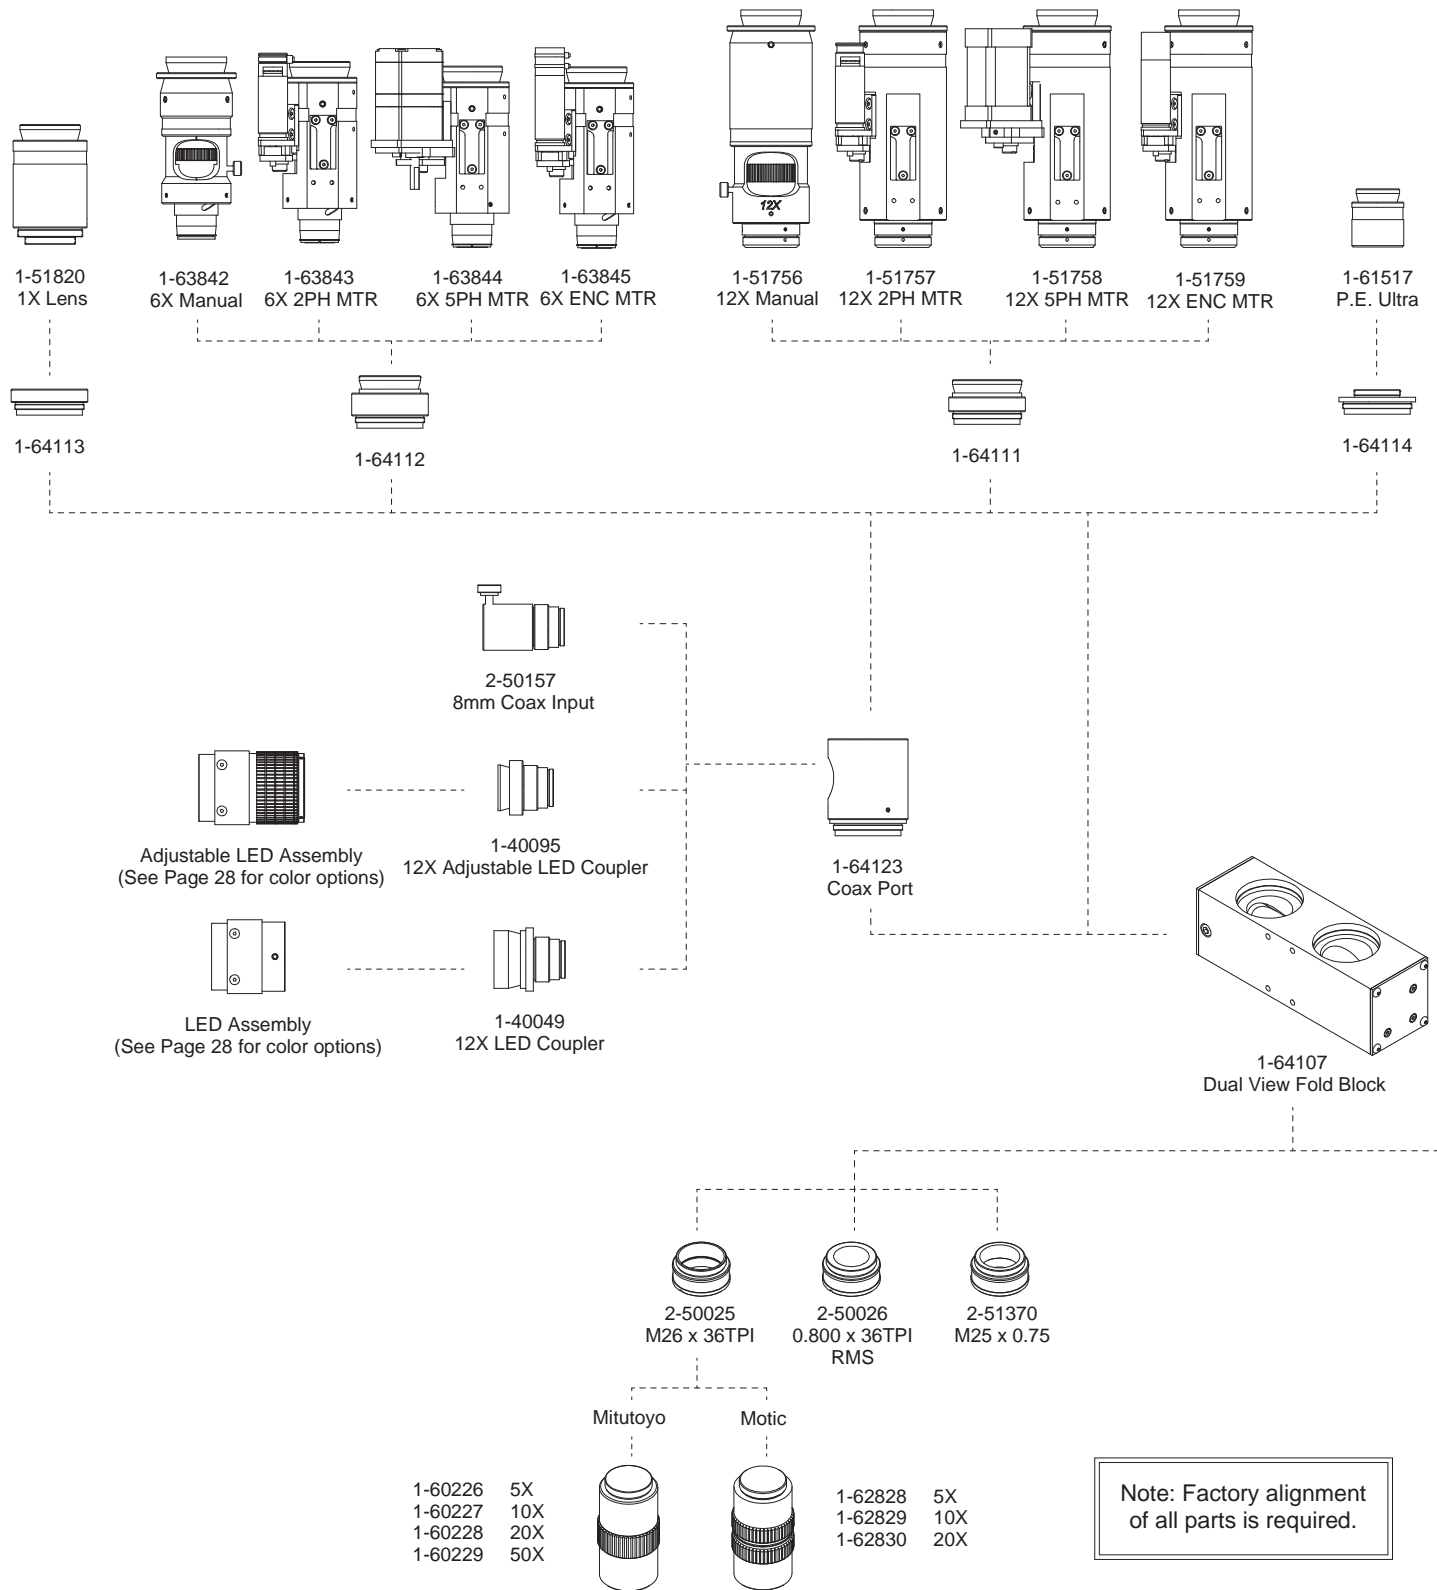 1-51820
1X Lens
1-63842
6X Manual
1-63843
6X 2PH MTR
1-63844
6X 5PH MTR
1-63845
6X ENC MTR
12X
1-51756
12X Manual
1-51757
12X 2PH MTR
1-51758
12X 5PH MTR
1-51759
12X ENC MTR
1-61517
P.E. Ultra
1-64113
1-64112
1-64111
1-64114
2-50157
8mm Coax Input
Adjustable LED Assembly
(See Page 28 for color options)
1-40095
12X Adjustable LED Coupler
1-64123
Coax Port
LED Assembly
(See Page 28 for color options)
1-40049
12X LED Coupler
1-64107
Dual View Fold Block
2-50025
M26 x 36TPI
2-50026
0.800 x 36TPI
RMS
2-51370
M25 x 0.75
Mitutoyo
Motic
1-60226 5X
1-60227 10X
1-60228 20X
1-60229 50X
1-62828 5X
1-62829 10X
1-62830 20X
Note: Factory alignment
of all parts is required.